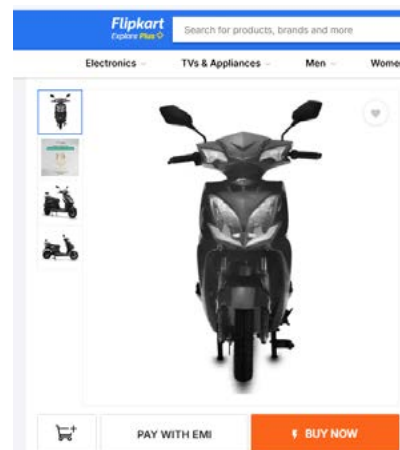 Flipkart
Explore Plus
Search for products, brands and more
Electronics
TVs & Appliances
Men
Wome
PAY WITH EMI
BUY NOW